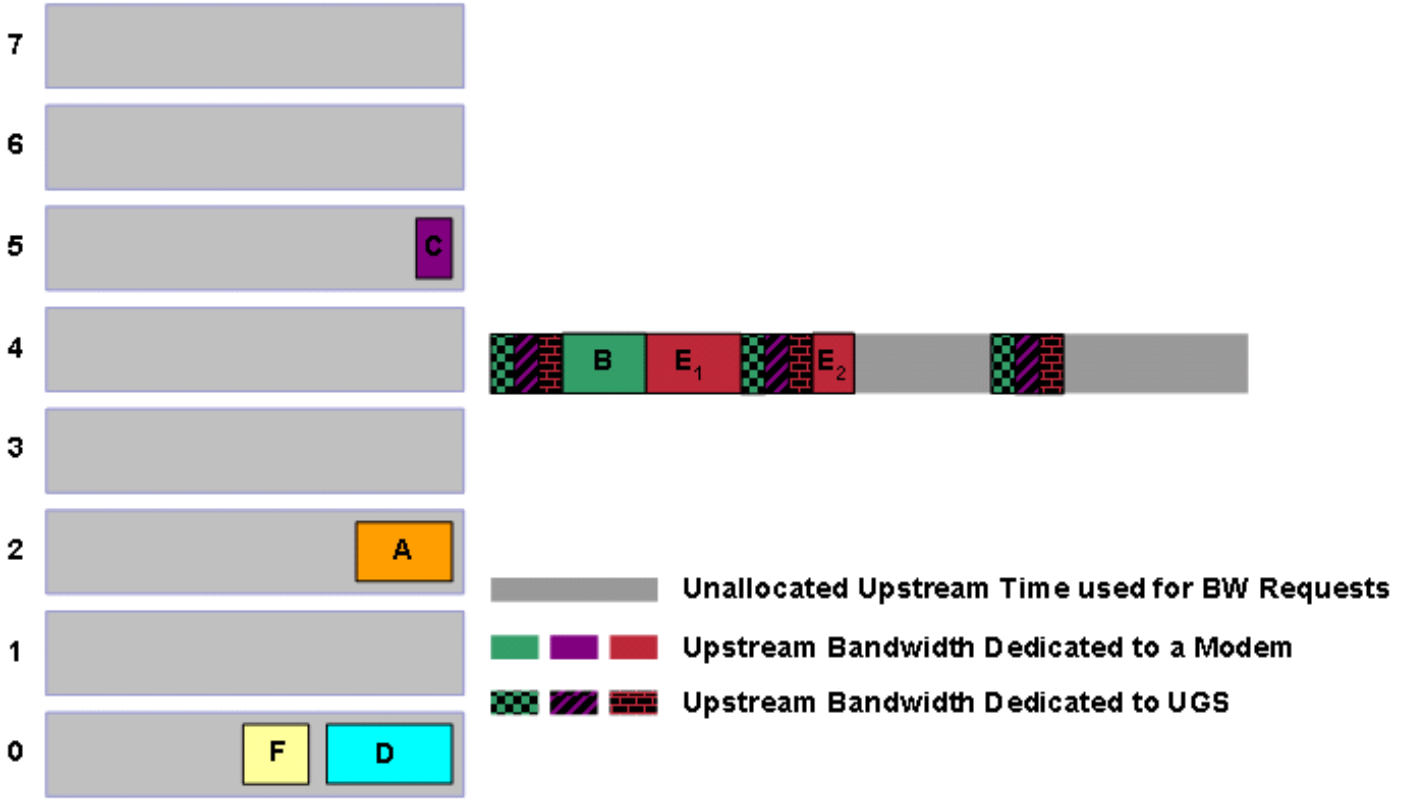 7
6
5 C
4 B E₁ E₂
3
2 A
1
0 F D
Unallocated Upstream Time used for BW Requests
Upstream Bandwidth Dedicated to a Modem
Upstream Bandwidth Dedicated to UGS